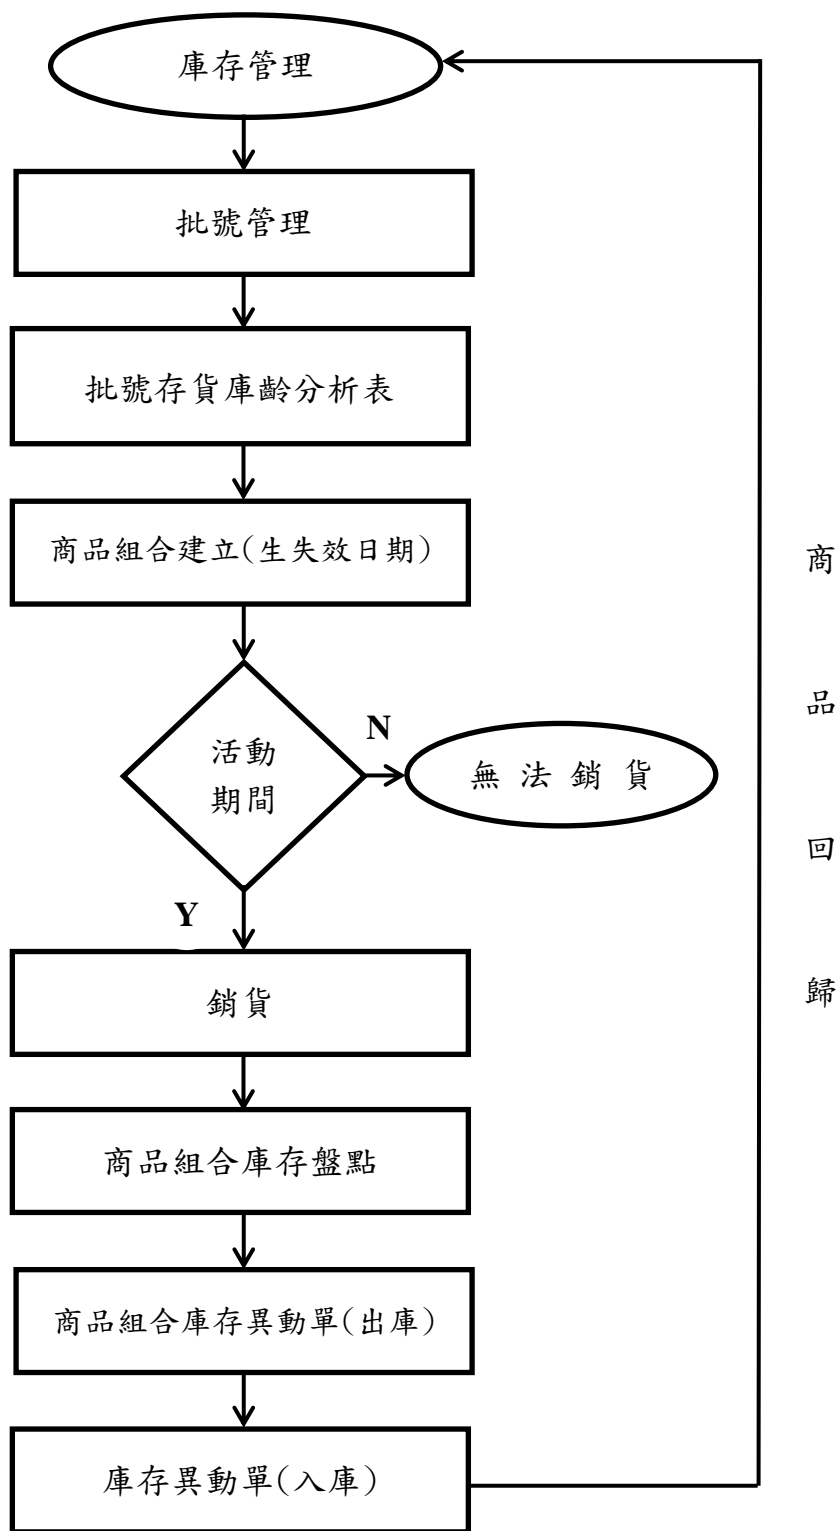 庫存管理
批號管理
批號存貨庫齡分析表
商品組合建立(生失效日期)
活動
期間
N
無 法 銷 貨
Y
銷貨
商品組合庫存盤點
商品組合庫存異動單(出庫)
庫存異動單(入庫)
商
品
回
歸